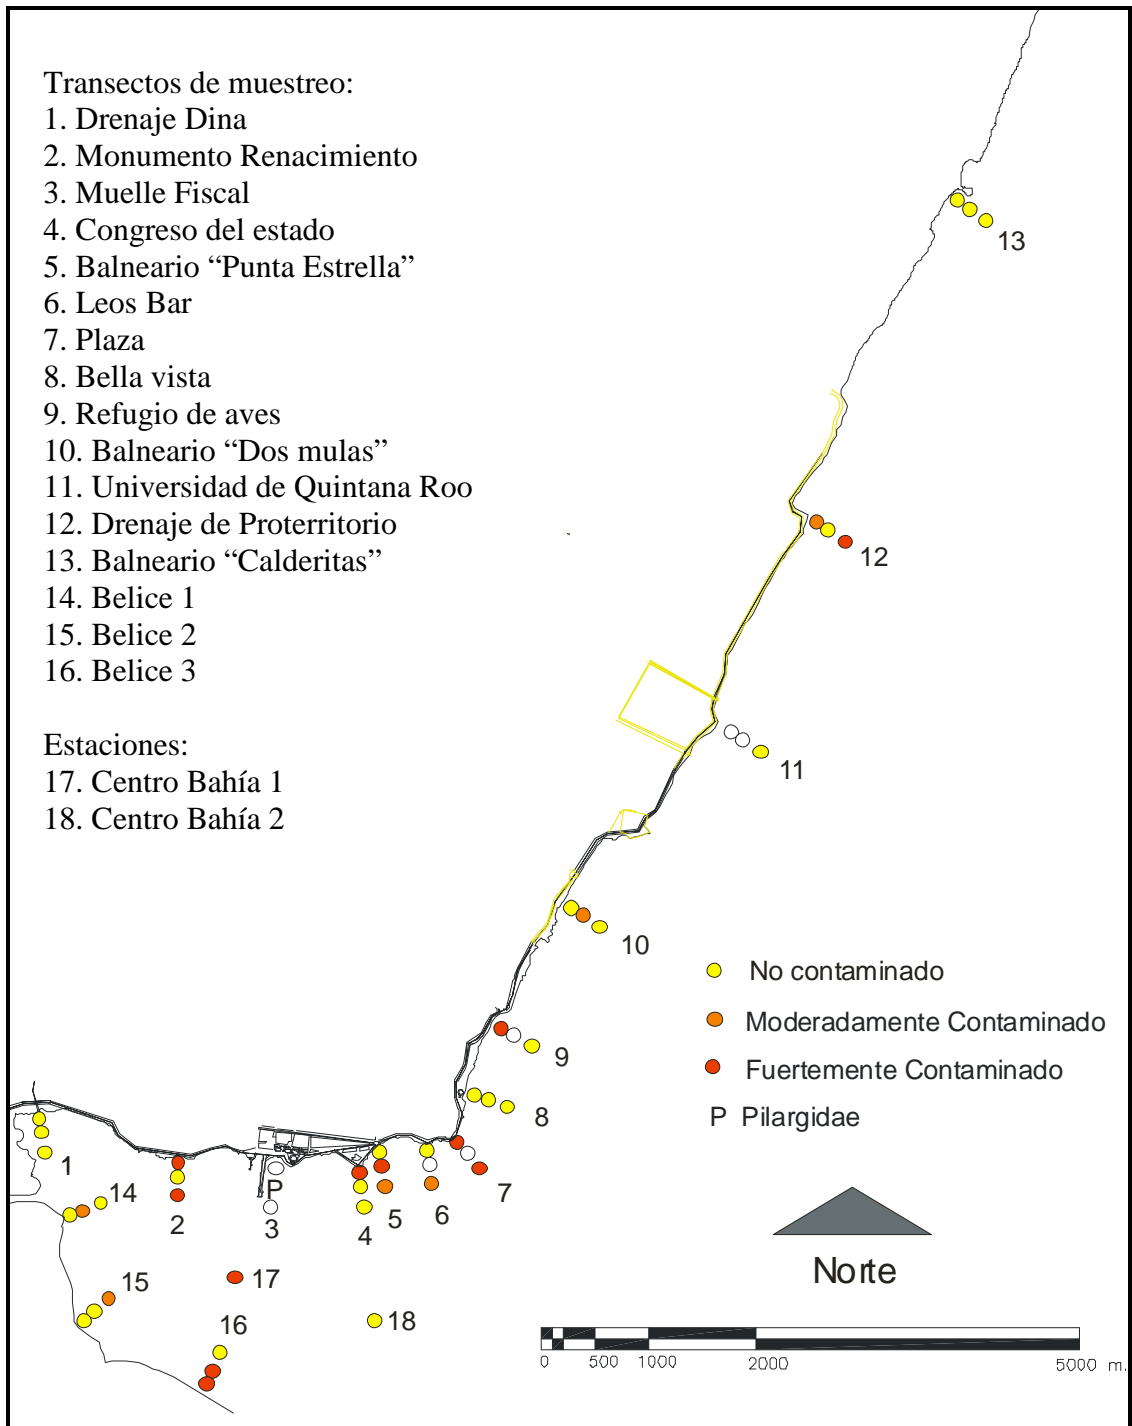 Transectos de muestreo:
1. Drenaje Dina
2. Monumento Renacimiento
3. Muelle Fiscal
4. Congreso del estado
5. Balneario “Punta Estrella”
6. Leos Bar
7. Plaza
8. Bella vista
9. Refugio de aves
10. Balneario “Dos mulas”
11. Universidad de Quintana Roo
12. Drenaje de Proterritorio
13. Balneario “Calderitas”
14. Belice 1
15. Belice 2
16. Belice 3
Estaciones:
17. Centro Bahía 1
18. Centro Bahía 2
13
12
11
10
9
8
7
6
5
4
P
3
2
1
14
15
16
17
18
No contaminado
Moderadamente Contaminado
Fuertemente Contaminado
P Pilargidae
Norte
0 500 1000 2000 5000 m.